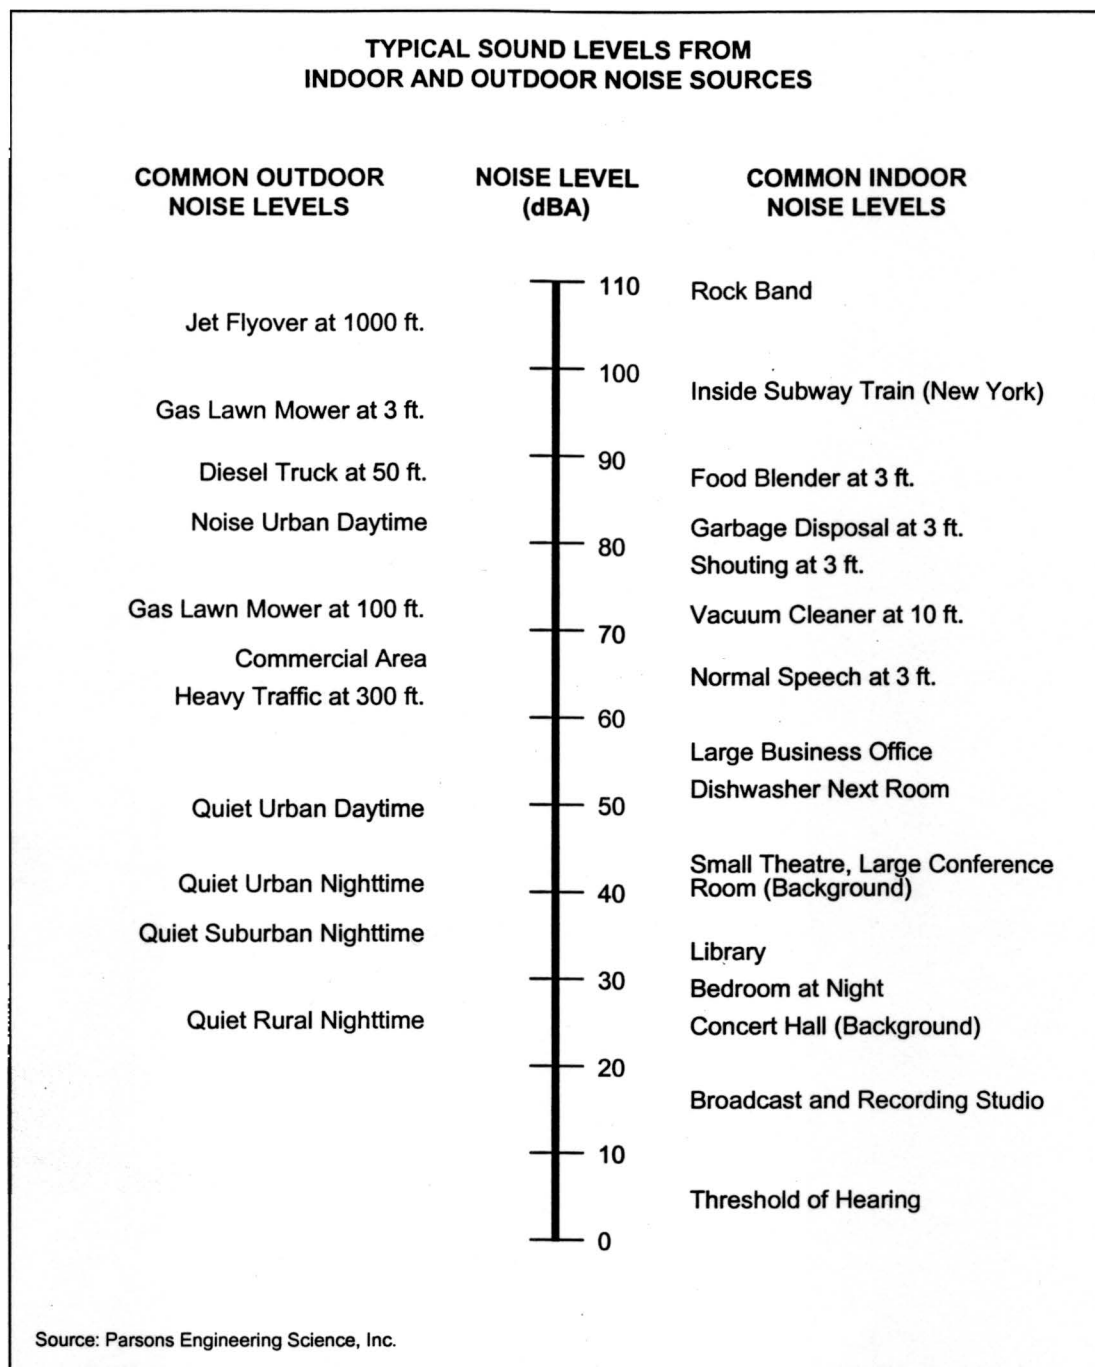 TYPICAL SOUND LEVELS FROM
INDOOR AND OUTDOOR NOISE SOURCES
COMMON OUTDOOR
NOISE LEVELS
NOISE LEVEL
(dBA)
COMMON INDOOR
NOISE LEVELS
110
Rock Band
Jet Flyover at 1000 ft.
100
Inside Subway Train (New York)
Gas Lawn Mower at 3 ft.
90
Diesel Truck at 50 ft.
Food Blender at 3 ft.
Noise Urban Daytime
Garbage Disposal at 3 ft.
80
Shouting at 3 ft.
Gas Lawn Mower at 100 ft.
Vacuum Cleaner at 10 ft.
70
Commercial Area
Normal Speech at 3 ft.
Heavy Traffic at 300 ft.
60
Large Business Office
Dishwasher Next Room
Quiet Urban Daytime
50
Small Theatre, Large Conference
Room (Background)
Quiet Urban Nighttime
40
Quiet Suburban Nighttime
Library
30
Bedroom at Night
Quiet Rural Nighttime
Concert Hall (Background)
20
Broadcast and Recording Studio
10
Threshold of Hearing
0
Source: Parsons Engineering Science, Inc.